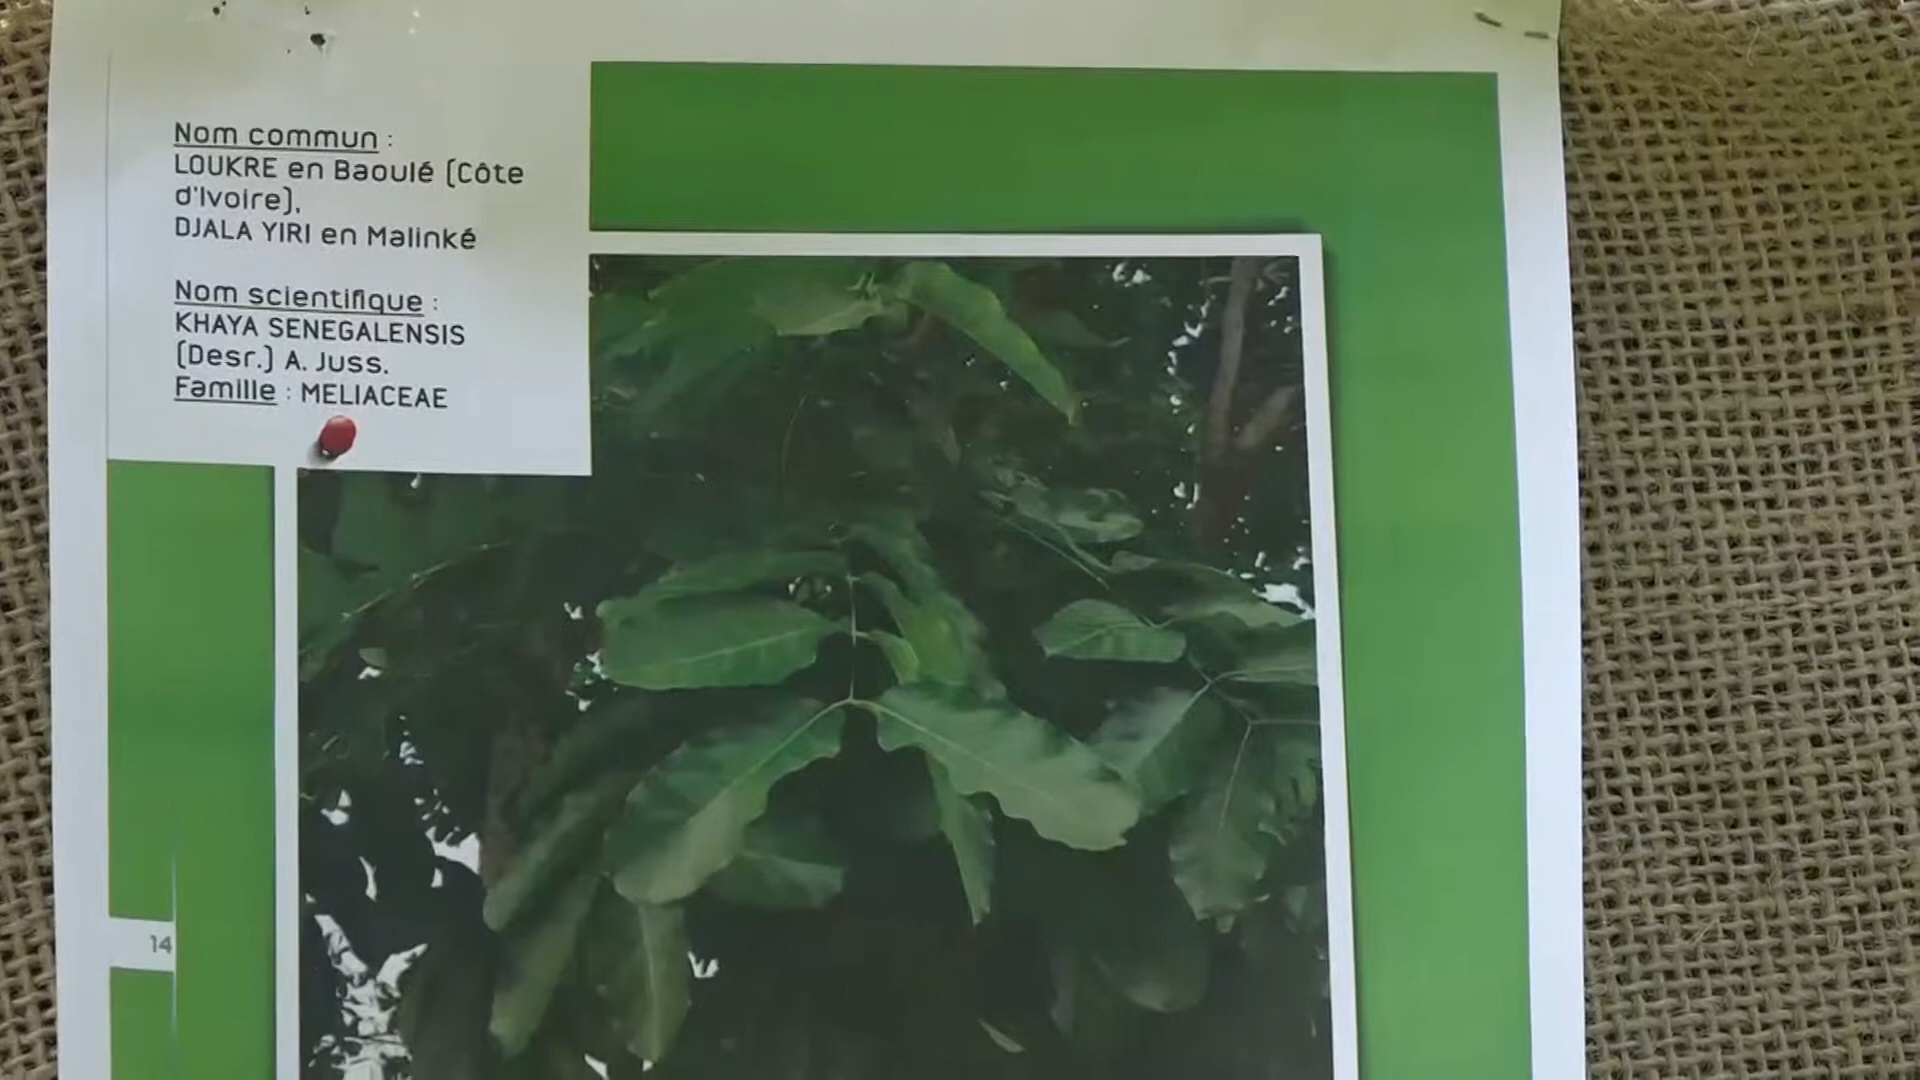 Nom commun :
LOUKRE en Baoulé (Côte
d'Ivoire),
DJALA YIRI en Malinké
Nom scientifique :
KHAYA SENEGALENSIS
(Desr.) A. Juss.
Famille : MELIACEAE
14